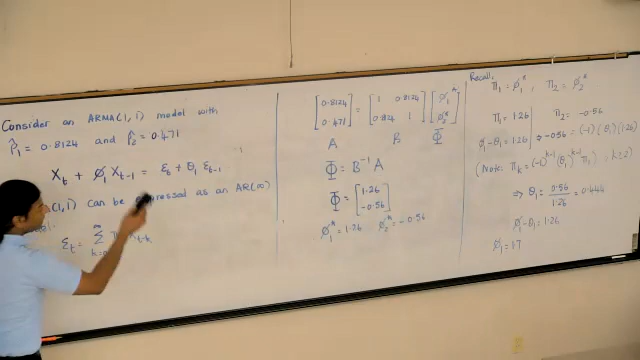 Consider an ARMA(1,1) model with
ρ̂₁ = 0.8124 and ρ̂₂ = 0.471
Xₜ + φ₁ Xₜ₋₁ = εₜ + θ₁ εₜ₋₁
(1,1) can be expressed as an AR(∞)
εₜ = Σ
[0.8124 0.471] = [1 0.8124 0.824 1] [φ₁* φ₂*]
A B Φ
Φ = B⁻¹ A
Φ = [1.26 -0.56]
φ₁* = 1.26 φ₂* = -0.56
Recall,
π₁ = φ₁*, π₂ = φ₂*
π₁ = 1.26 π₂ = -0.56
φ₁ - θ₁ = 1.26 ⇒ -0.56 = (-1) (θ₁) (1.26)
(Note: πₖ = (-1)ᵏ⁻¹ (θ₁)ᵏ⁻¹ π₁, k≥2)
⇒ θ₁ = 0.56 / 1.26 = 0.444
φ₁ - θ₁ = 1.26
φ₁ = 1.7